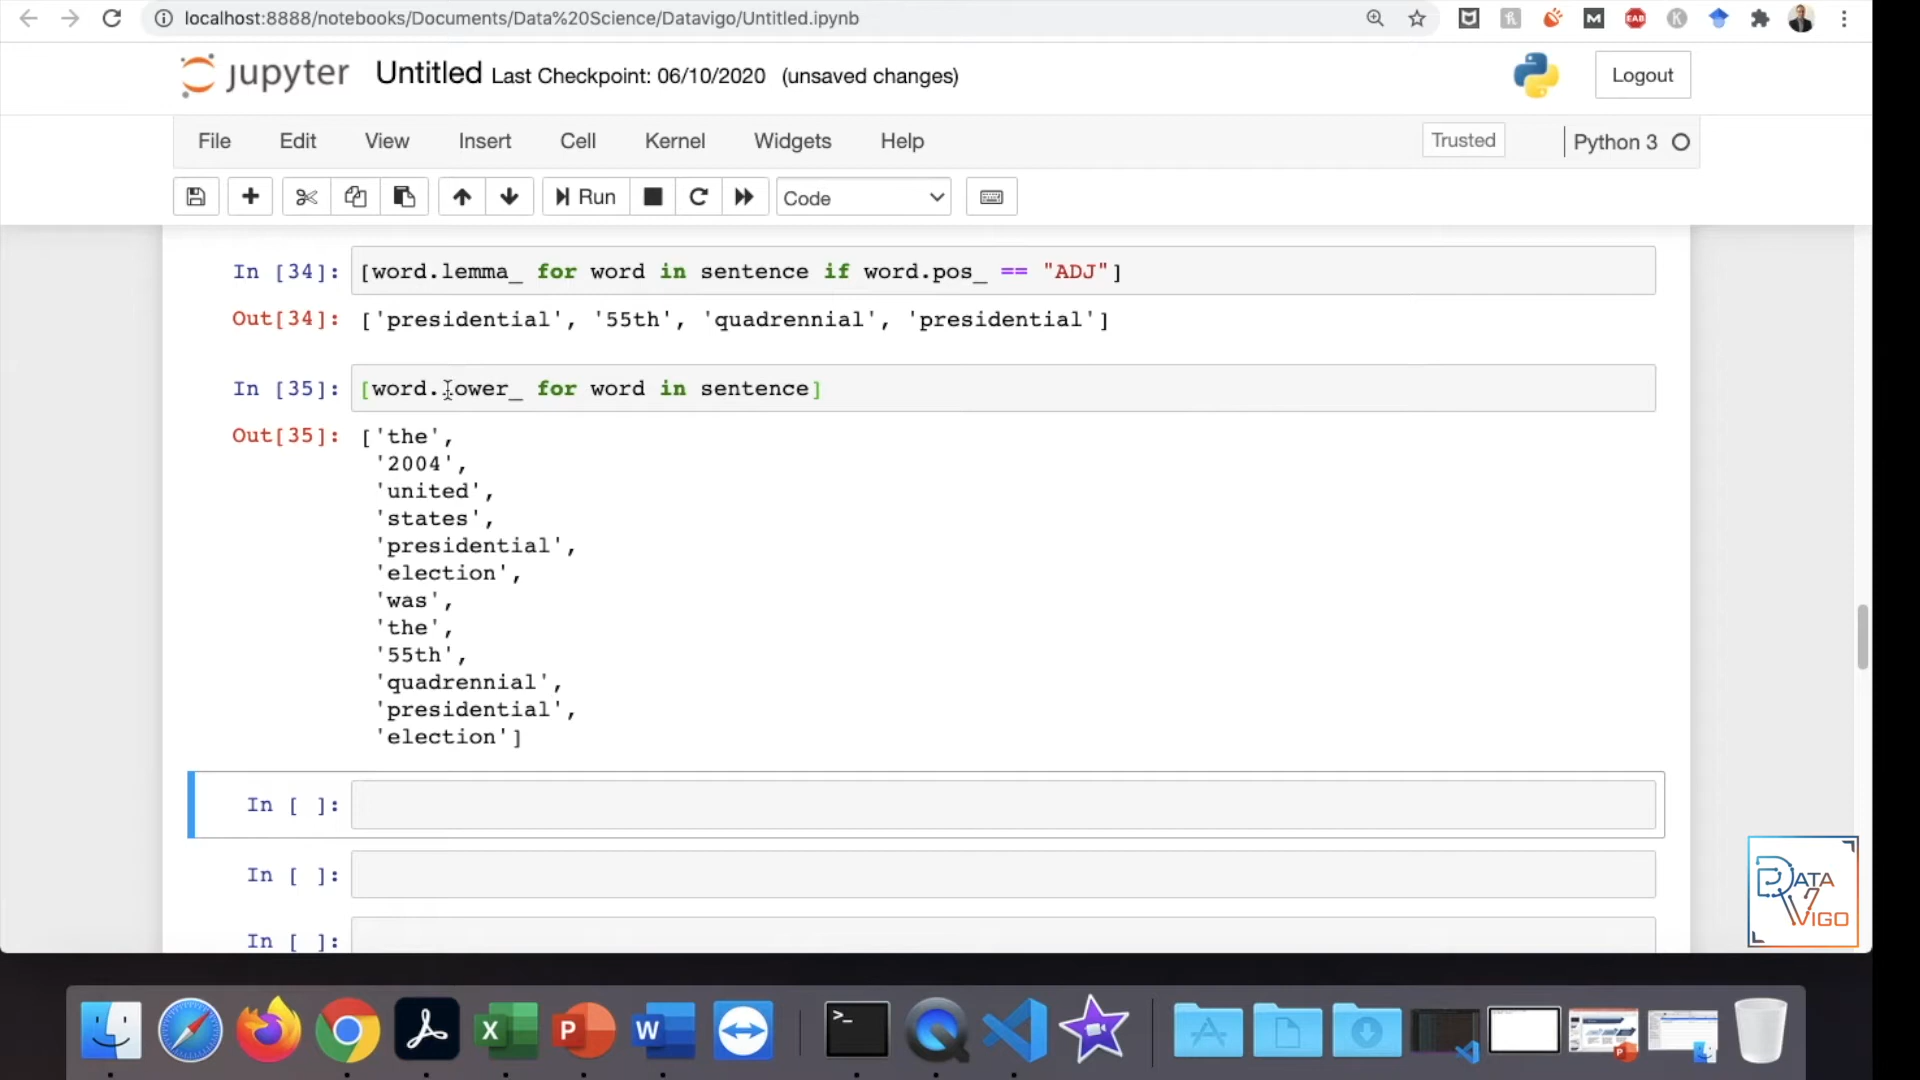 localhost:8888/notebooks/Documents/Data%20Science/Datavigo/Untitled.ipynb
jupyter Untitled Last Checkpoint: 06/10/2020 (unsaved changes)
Logout
File Edit View Insert Cell Kernel Widgets Help
Trusted
Python 3
Run
Code
In [34]: [word.lemma_ for word in sentence if word.pos_ == "ADJ"]
Out[34]: ['presidential', '55th', 'quadrennial', 'presidential']
In [35]: [word.lower_ for word in sentence]
Out[35]: ['the',
'2004',
'united',
'states',
'presidential',
'election',
'was',
'the',
'55th',
'quadrennial',
'presidential',
'election']
In [ ]:
In [ ]:
In [ ]:
DATA
VIGO